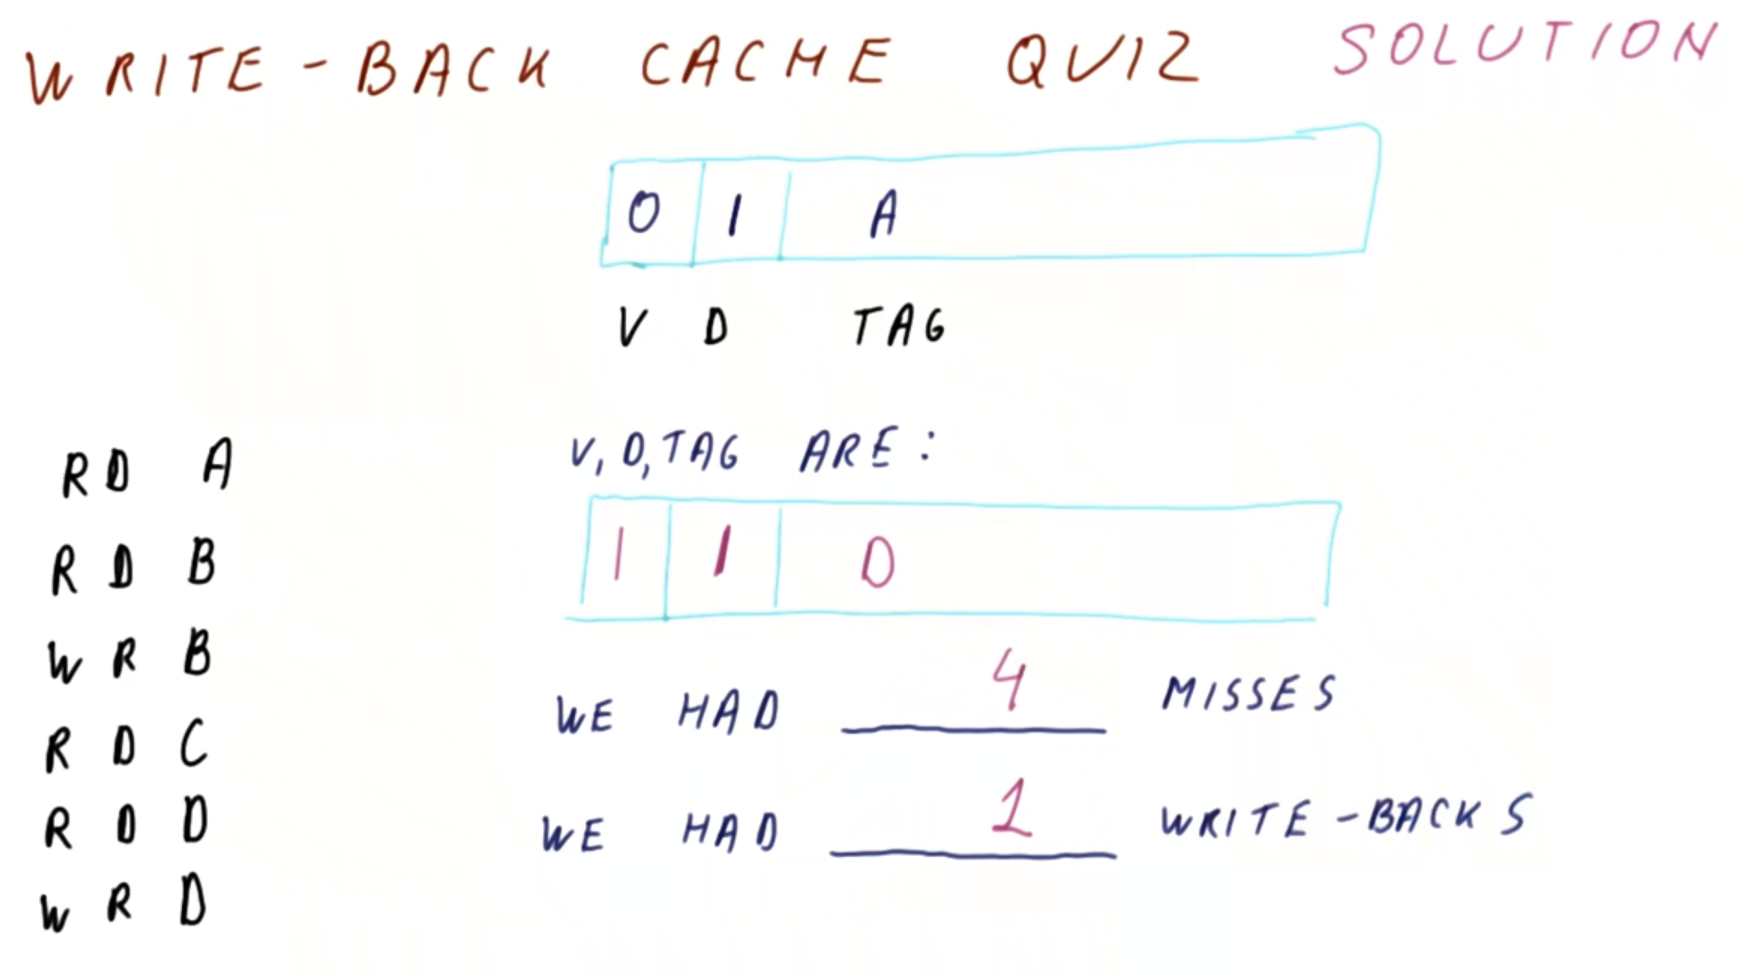 WRITE-BACK CACHE QUIZ SOLUTION
0 1 A
V D TAG
RD A
RD B
WR B
RD C
RD D
WR D
V, D, TAG ARE:
1 1 D
WE HAD 4 MISSES
WE HAD 1 WRITE-BACKS